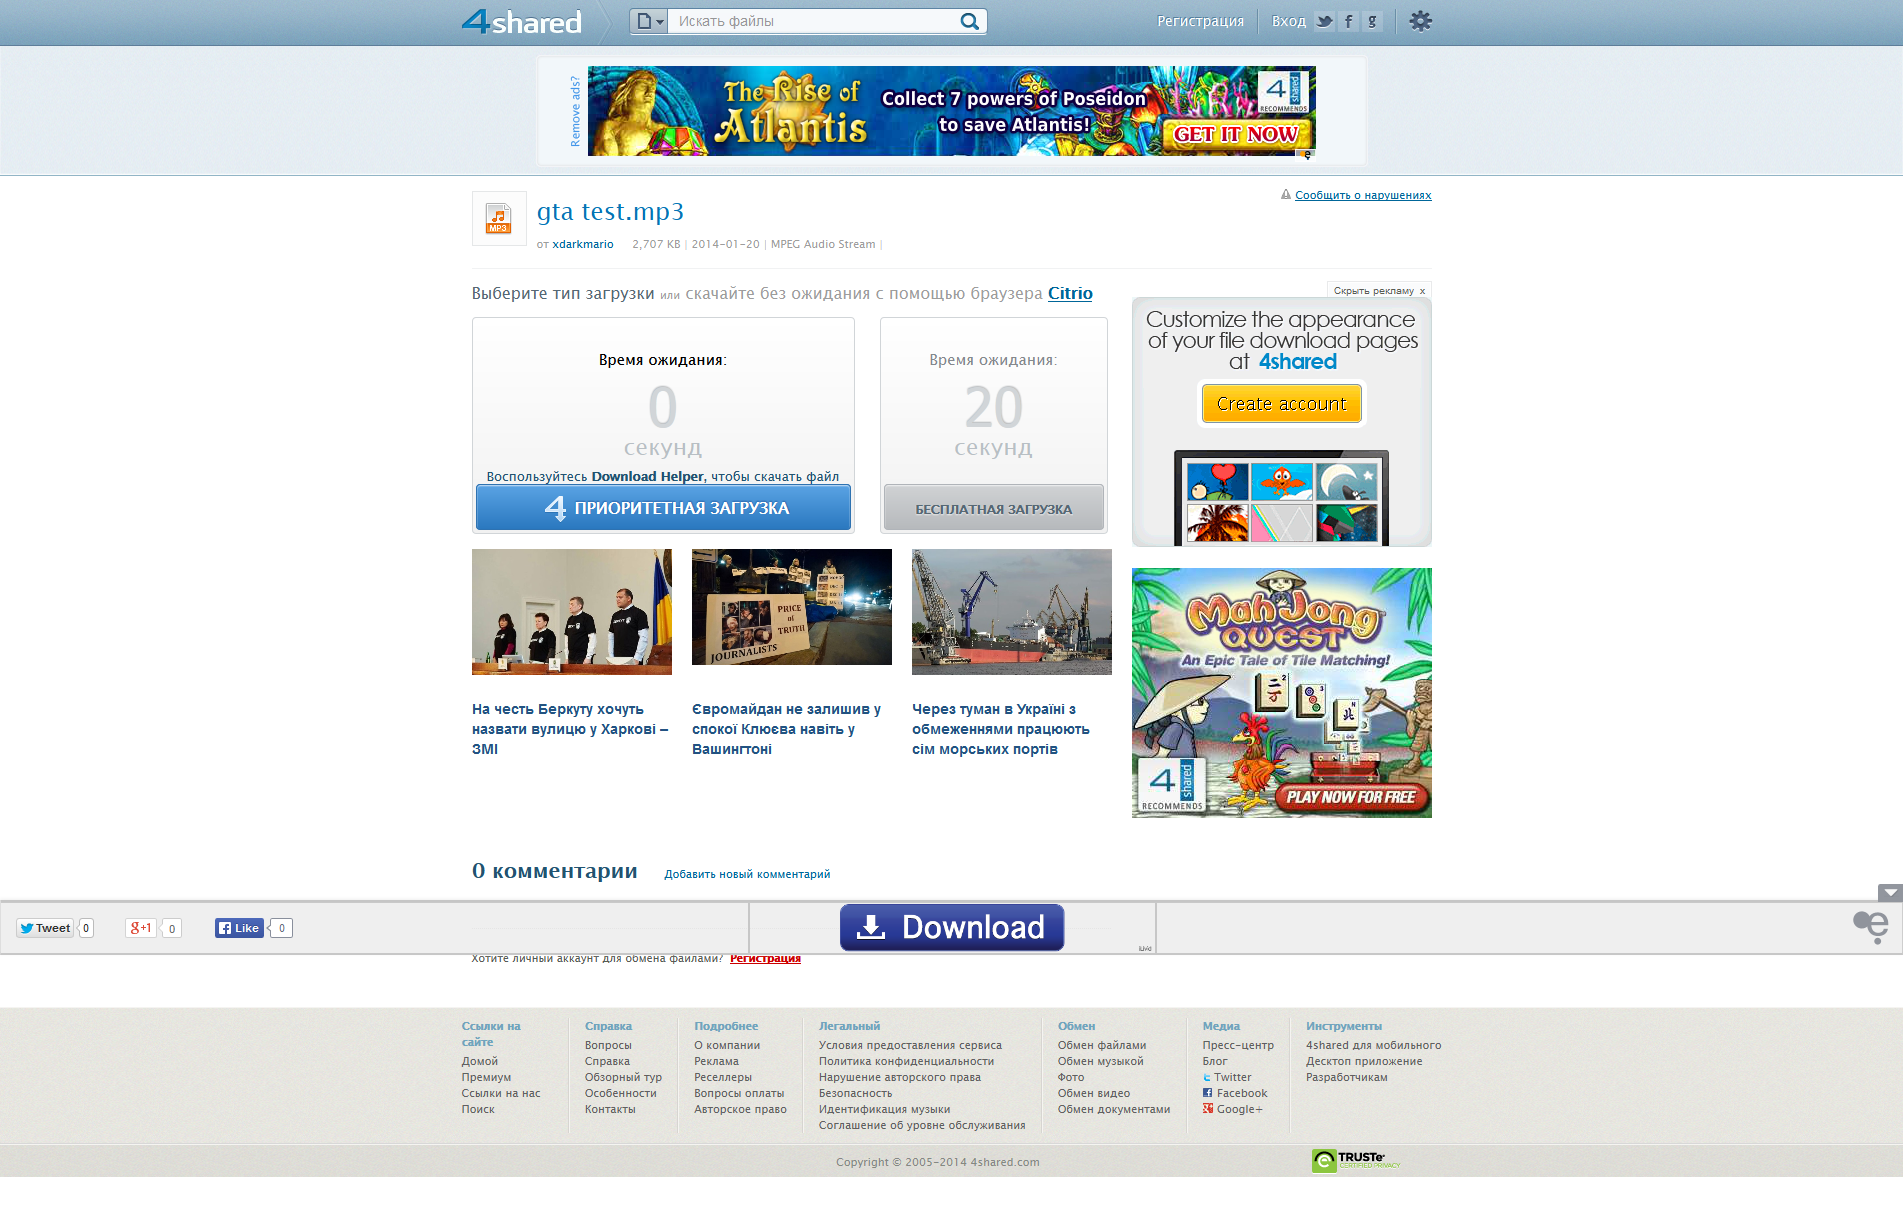 4shared
Искать файлы
Регистрация
Вход
Remove ads?
The Rise of
Atlantis
Collect 7 powers of Poseidon
to save Atlantis!
4 shared
RECOMMENDS
GET IT NOW
MP3
gta test.mp3
от xdarkmario 2,707 KB | 2014-01-20 | MPEG Audio Stream |
Сообщить о нарушениях
Выберите тип загрузки или скачайте без ожидания с помощью браузера Citrio
Время ожидания:
0
секунд
Воспользуйтесь Download Helper, чтобы скачать файл
4 ПРИОРИТЕТНАЯ ЗАГРУЗКА
Время ожидания:
20
секунд
БЕСПЛАТНАЯ ЗАГРУЗКА
Скрыть рекламу x
Customize the appearance
of your file download pages
at 4shared
Create account
PRICE
of
TRUTH
JOURNALISTS
На честь Беркуту хочуть
назвати вулицю у Харкові –
ЗМІ
Євромайдан не залишив у
спокої Клюєва навіть у
Вашингтоні
Через туман в Україні з
обмеженнями працюють
сім морських портів
MahJong
QUEST
An Epic Tale of Tile Matching!
4 shared
RECOMMENDS
PLAY NOW FOR FREE
0 комментарии
Добавить новый комментарий
Tweet 0
g+1 0
Like 0
Download
Хотите личный аккаунт для обмена файлами? Регистрация
Ссылки на
сайте
Домой
Премиум
Ссылки на нас
Поиск
Справка
Вопросы
Справка
Обзорный тур
Особенности
Контакты
Подробнее
О компании
Реклама
Реселлеры
Вопросы оплаты
Авторское право
Легальный
Условия предоставления сервиса
Политика конфиденциальности
Нарушение авторского права
Безопасность
Идентификация музыки
Соглашение об уровне обслуживания
Обмен
Обмен файлами
Обмен музыкой
Фото
Обмен видео
Обмен документами
Медиа
Пресс-центр
Блог
Twitter
Facebook
Google+
Инструменты
4shared для мобильного
Десктоп приложение
Разработчикам
Copyright © 2005-2014 4shared.com
TRUSTe
CERTIFIED PRIVACY